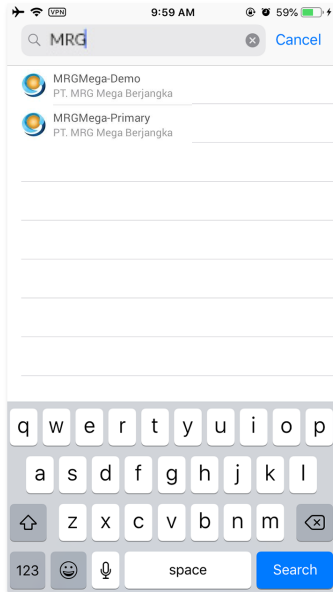 VPN 9:59 AM 59%
MRG Cancel
MRGMega-Demo
PT. MRG Mega Berjangka
MRGMega-Primary
PT. MRG Mega Berjangka
q w e r t y u i o p
a s d f g h j k l
z x c v b n m
123 space Search